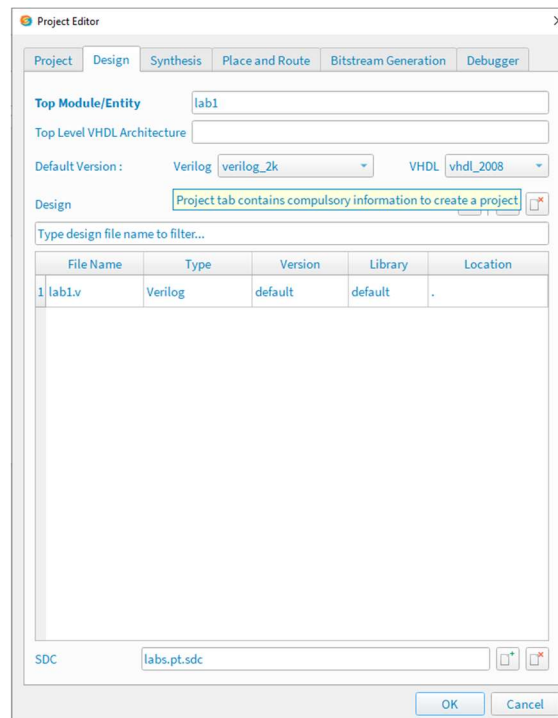 Project Editor
Project Design Synthesis Place and Route Bitstream Generation Debugger
Top Module/Entity lab1
Top Level VHDL Architecture
Default Version : Verilog verilog_2k VHDL vhdl_2008
Design
Project tab contains compulsory information to create a project
Type design file name to filter...
File Name Type Version Library Location
1 lab1.v Verilog default default .
SDC labs.pt.sdc
OK Cancel